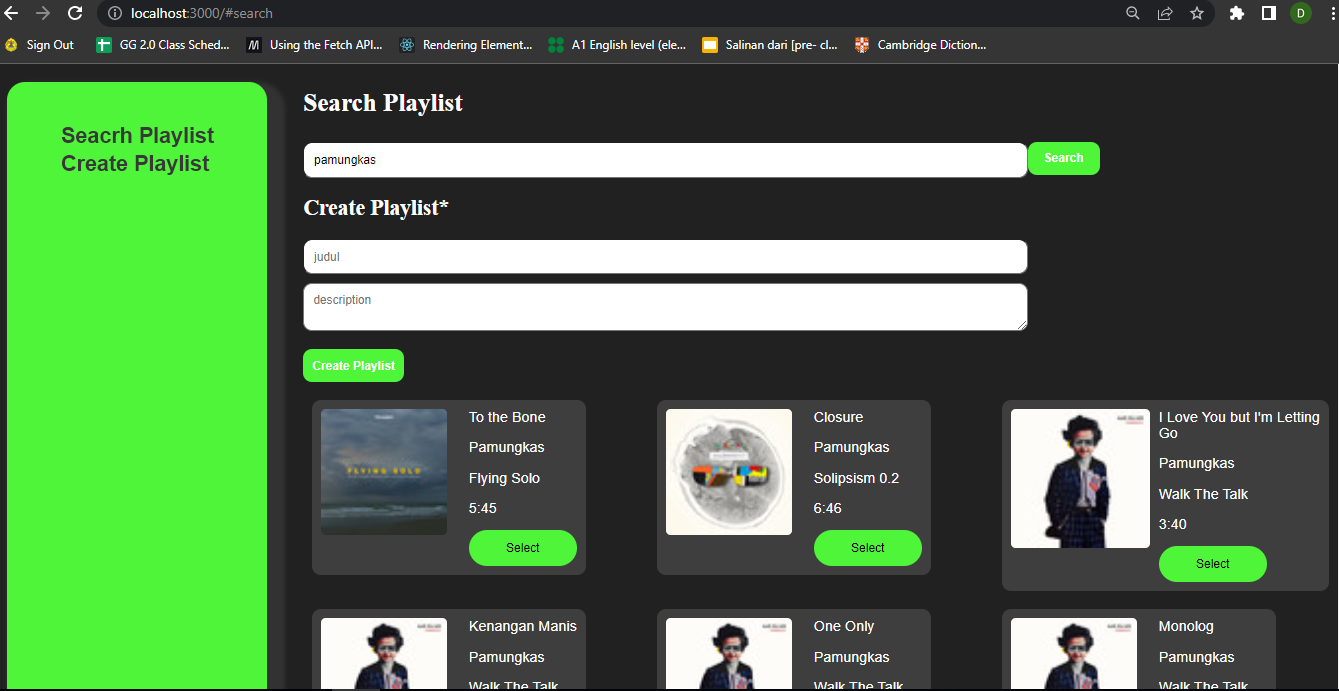 localhost:3000/#search
D
Sign Out
GG 2.0 Class Sched...
Using the Fetch API...
Rendering Element...
A1 English level (ele...
Salinan dari [pre- cl...
Cambridge Diction...
Seacrh Playlist
Create Playlist
Search Playlist
pamungkas
Search
Create Playlist*
judul
description
Create Playlist
FLYING SOLO
To the Bone
Pamungkas
Flying Solo
5:45
Select
Closure
Pamungkas
Solipsism 0.2
6:46
Select
I Love You but I'm Letting
Go
Pamungkas
Walk The Talk
3:40
Select
Kenangan Manis
Pamungkas
Walk The Talk
One Only
Pamungkas
Walk The Talk
Monolog
Pamungkas
Walk The Talk